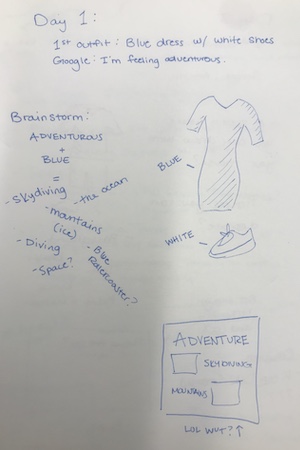 Day 1:
1st outfit: Blue dress w/ white shoes
Google: I'm feeling adventurous.
Brainstorm:
ADVENTUROUS
+
BLUE
=
- Skydiving
- the ocean
- mountains
(ice)
- Diving
- Space?
- Blue
Rollercoaster?
BLUE
WHITE
ADVENTURE
SKYDIVING
MOUNTAINS
LOL WUT? ↑